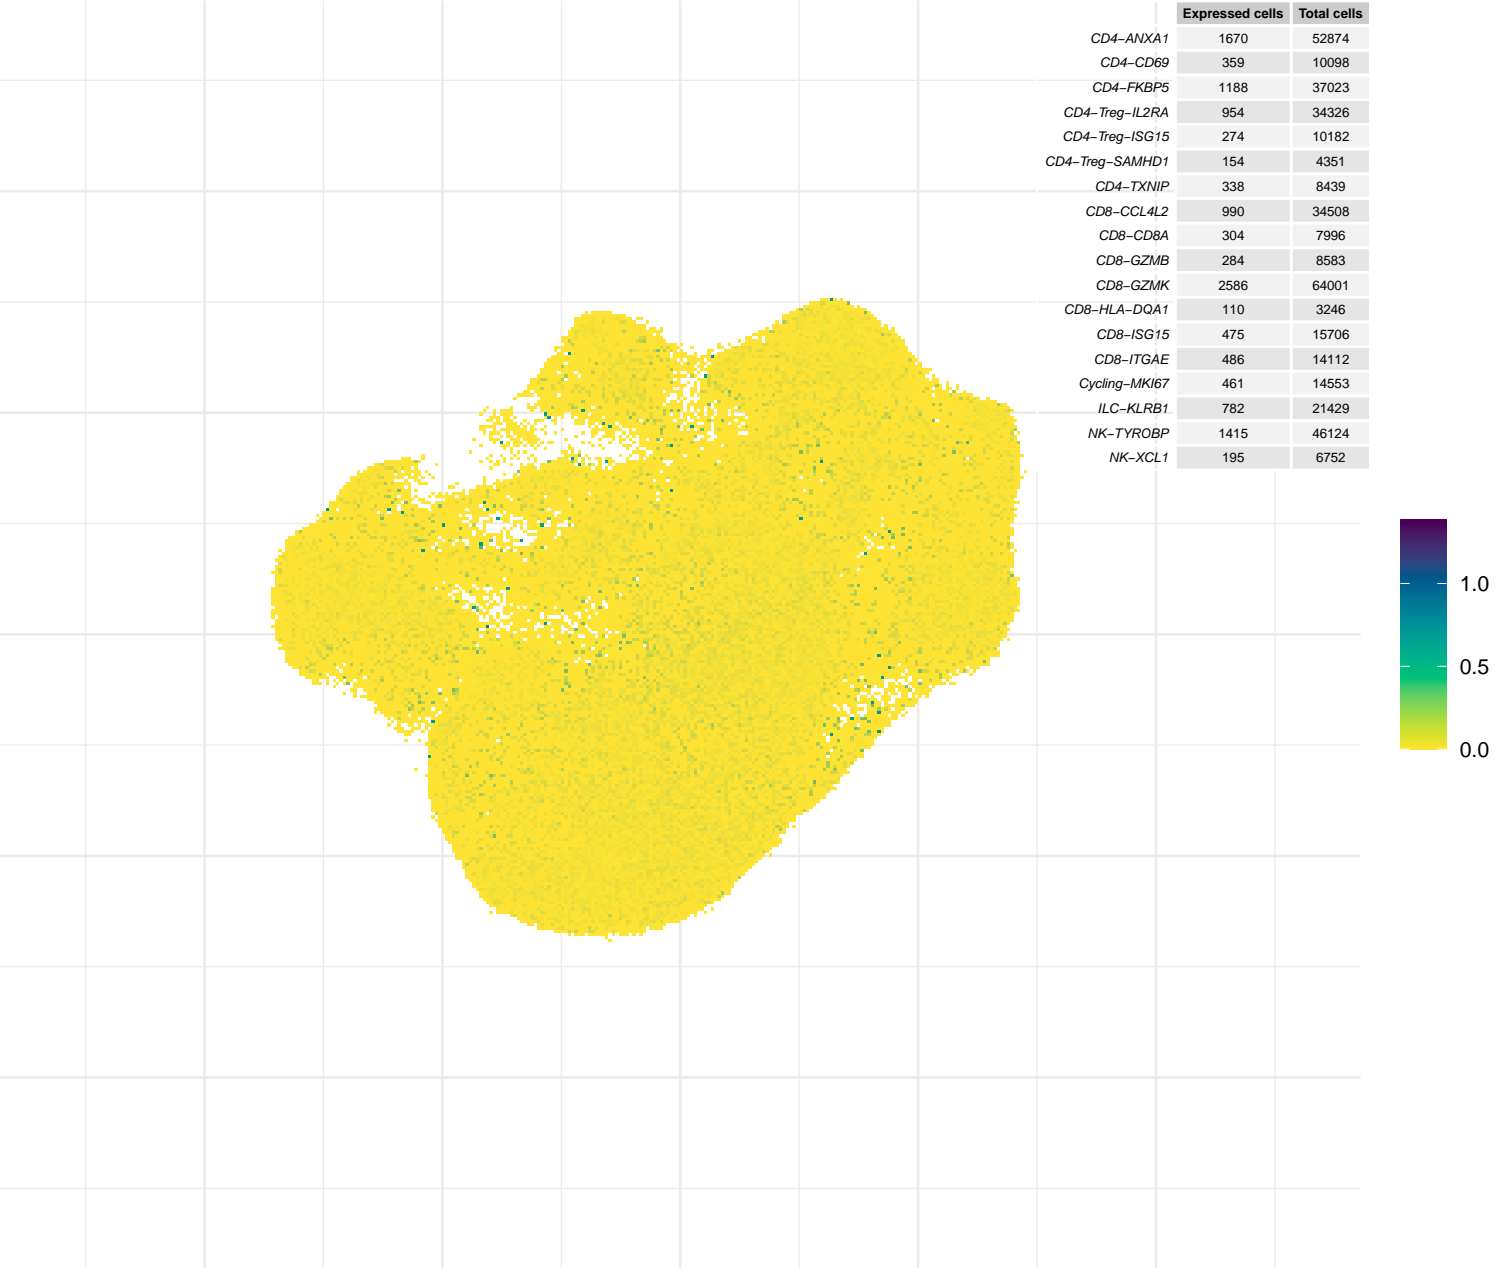 Expressed cells Total cells
CD4−ANXA1 1670 52874
CD4−CD69 359 10098
CD4−FKBP5 1188 37023
CD4−Treg−IL2RA 954 34326
CD4−Treg−ISG15 274 10182
CD4−Treg−SAMHD1 154 4351
CD4−TXNIP 338 8439
CD8−CCL4L2 990 34508
CD8−CD8A 304 7996
CD8−GZMB 284 8583
CD8−GZMK 2586 64001
CD8−HLA−DQA1 110 3246
CD8−ISG15 475 15706
CD8−ITGAE 486 14112
Cycling−MKI67 461 14553
ILC−KLRB1 782 21429
NK−TYROBP 1415 46124
NK−XCL1 195 6752
1.0
0.5
0.0